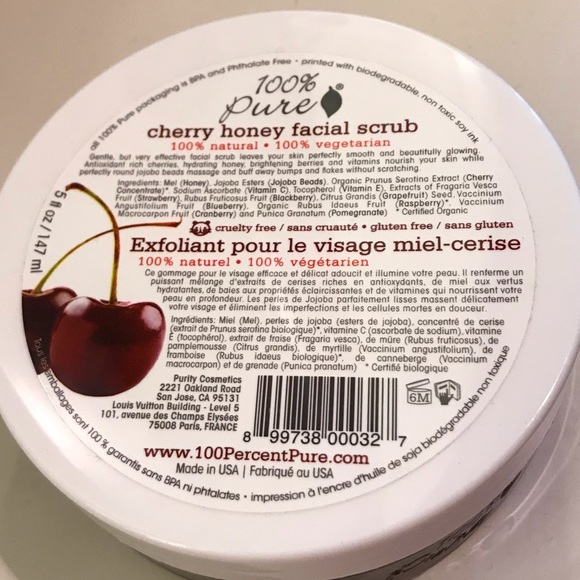 all 100% Pure packaging is BPA and Phthalate Free • printed with biodegradable, non toxic soy ink
100%
pure
cherry honey facial scrub
100% natural • 100% vegetarian
Gentle, but very effective facial scrub leaves your skin perfectly smooth and beautifully glowing.
Antioxidant rich cherries, hydrating honey, brightening berries and vitamins nourish your skin while
perfectly round jojoba beads massage and buff away bumps and flakes without scratching.
Ingredients: Mel (Honey), Jojoba Esters (Jojoba Beads), Organic Prunus Serotina Extract (Cherry
Concentrate)*, Sodium Ascorbate (Vitamin C), Tocopherol (Vitamin E), Extracts of Fragaria Vesca
Fruit (Strawberry), Rubus Fruticosus Fruit (Blackberry), Citrus Grandis (Grapefruit) Seed, Vaccinium
Angustifolium Fruit (Blueberry), Organic Rubus Idaeus Fruit (Raspberry)*, Vaccinium
Macrocarpon Fruit (Cranberry) and Punica Granatum (Pomegranate) *Certified Organic
5 fl oz / 147 ml
cruelty free / sans cruauté • gluten free / sans gluten
Exfoliant pour le visage miel-cerise
100% naturel • 100% végétarien
Ce gommage pour le visage efficace et délicat adoucit et illumine votre peau. Il renferme un
puissant mélange d'extraits de cerises riches en antioxydants, de miel aux vertus
hydratantes, de baies aux propriétés éclaircissantes et de vitamines qui nourrissent votre
peau en profondeur. Les perles de Jojoba parfaitement lisses massent délicatement
votre visage et éliminent les imperfections et les cellules mortes en douceur.
Ingrédients: Miel (Mel), perles de jojoba (esters de jojoba), concentré de cerise
(extrait de Prunus serotina biologique)*, vitamine C (ascorbate de sodium), vitamine
E (tocophérol), extrait de fraise (Fragaria vesca), de mûre (Rubus fruticosus), de
pamplemousse (Citrus grandis), de myrtille (Vaccinium angustifolium), de
framboise (Rubus idaeus biologique)*, de canneberge (Vaccinium
macrocarpon) et de grenade (Punica granatum) * Certifié biologique
Purity Cosmetics
2221 Oakland Road
San Jose, CA 95131
Louis Vuitton Building - Level 5
101, avenue des Champs Elysées
75008 Paris, FRANCE
8 99738 00032 7
6M
www.100PercentPure.com
Made in USA | Fabriqué au USA
Tous les emballages sont 100 % garantis sans BPA ni phtalates • impression à l'encre d'huile de soja biodégradable non toxique